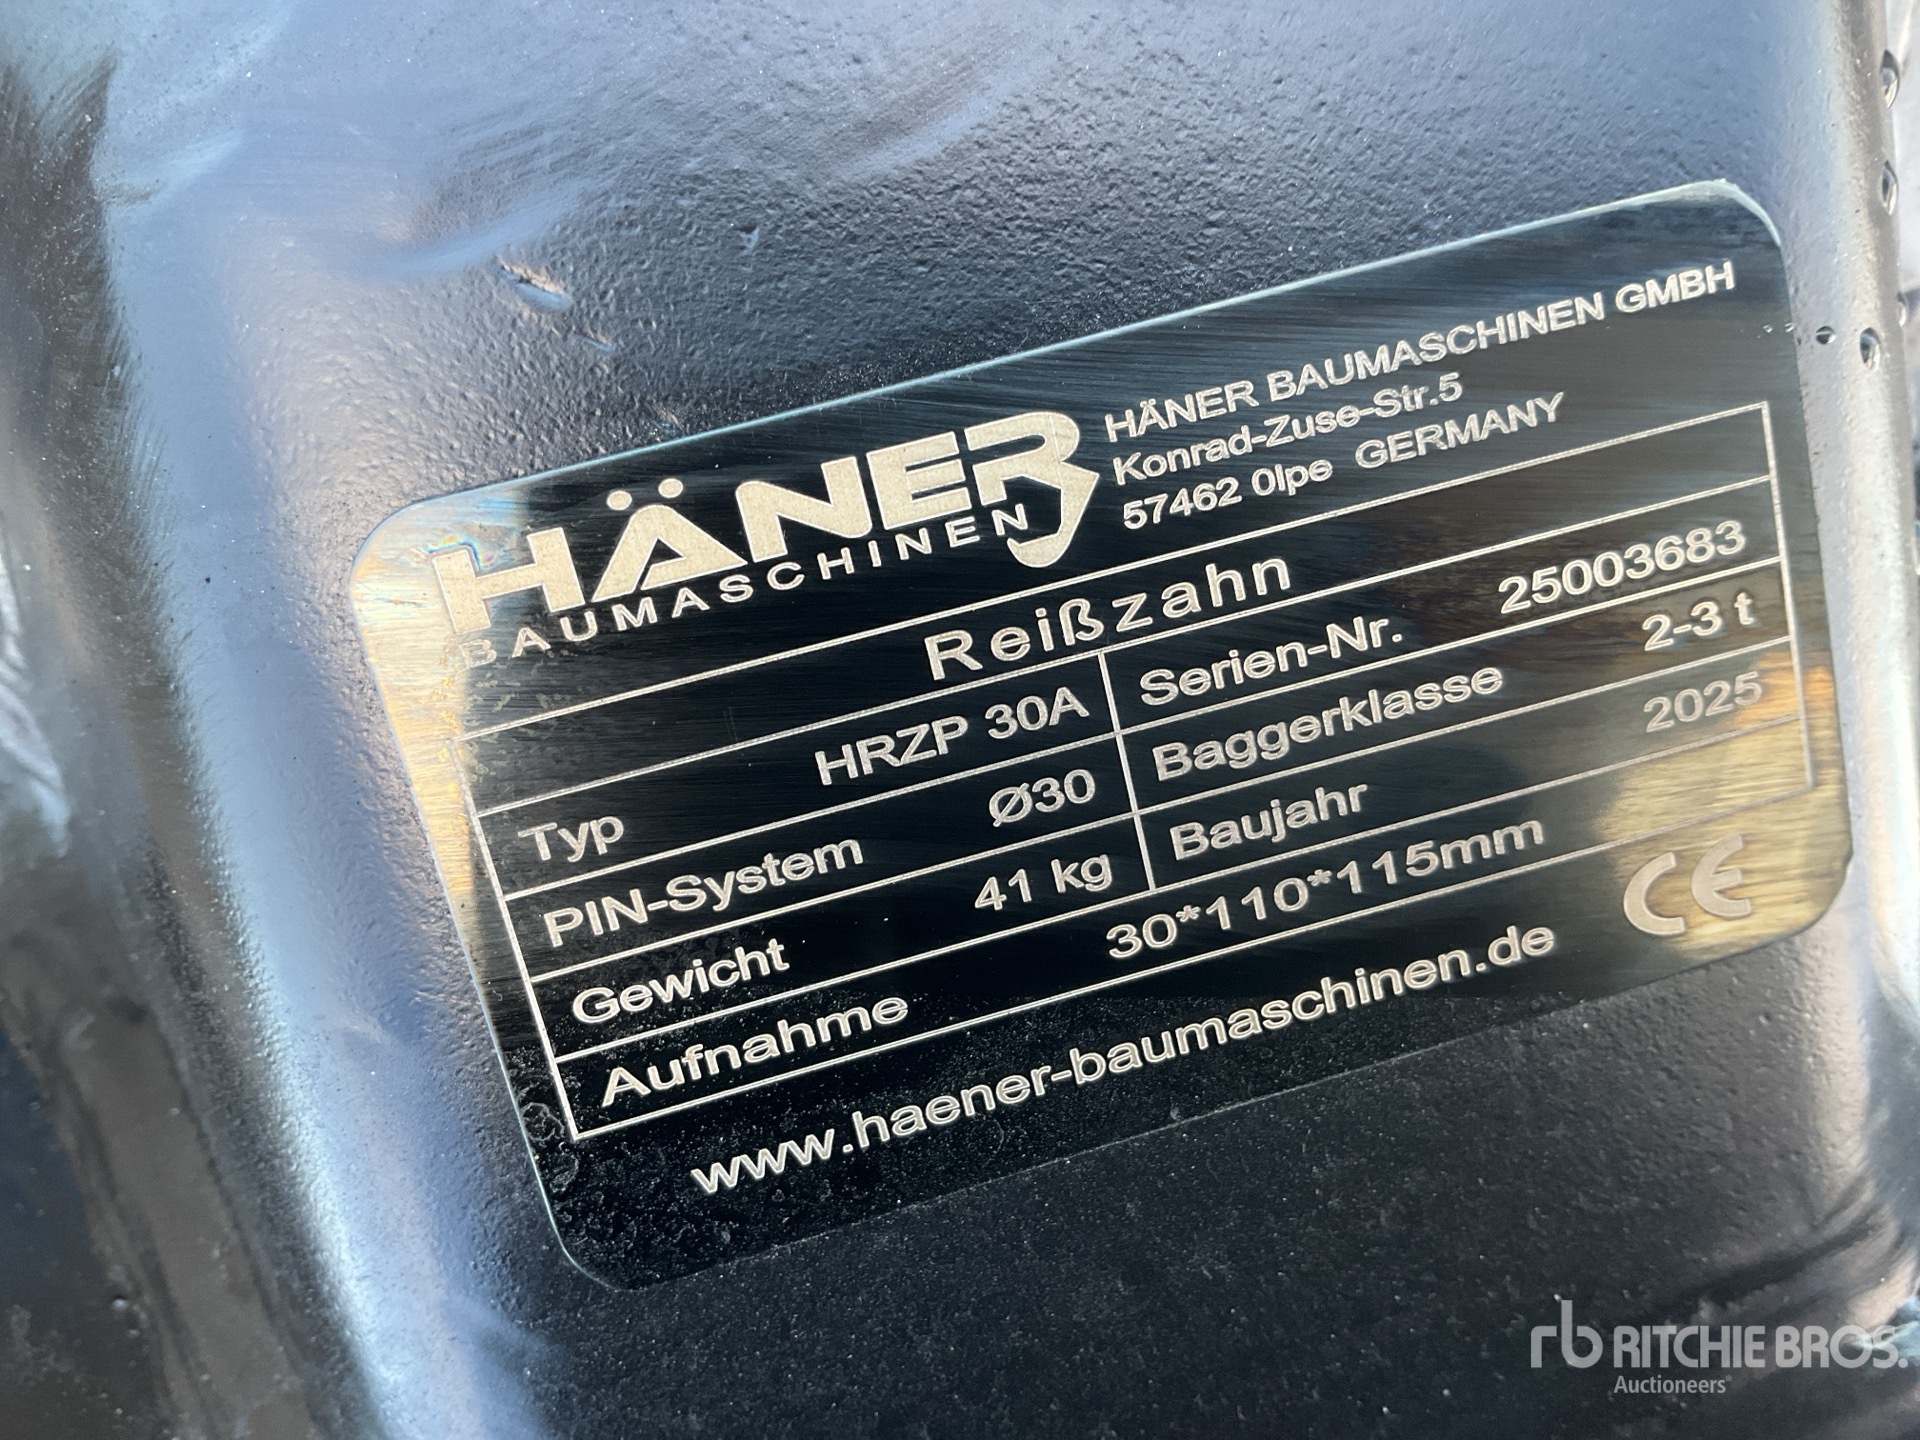 HÄNER
BAUMASCHINEN
HÄNER BAUMASCHINEN GMBH
Konrad-Zuse-Str.5
57462 Olpe GERMANY
Reißzahn
Typ HRZP 30A Serien-Nr. 25003683
PIN-System Ø30 Baggerklasse 2-3 t
Gewicht 41 kg Baujahr 2025
Aufnahme 30*110*115mm
www.haener-baumaschinen.de CE
rb RITCHIE BROS.
Auctioneers